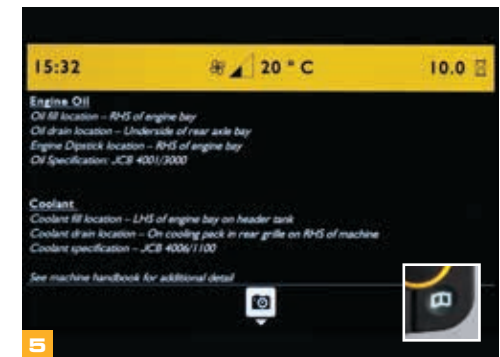 15:32 20 ° C 10.0
Engine Oil
Oil fill location – RHS of engine bay
Oil drain location – Underside of rear axle bay
Engine Dipstick location – RHS of engine bay
Oil Specification: JCB 4001/3000
Coolant
Coolant fill location – LHS of engine bay on header tank
Coolant drain location – On cooling pack in rear grille on RHS of machine
Coolant specification – JCB 4006/1100
See machine handbook for additional detail
5